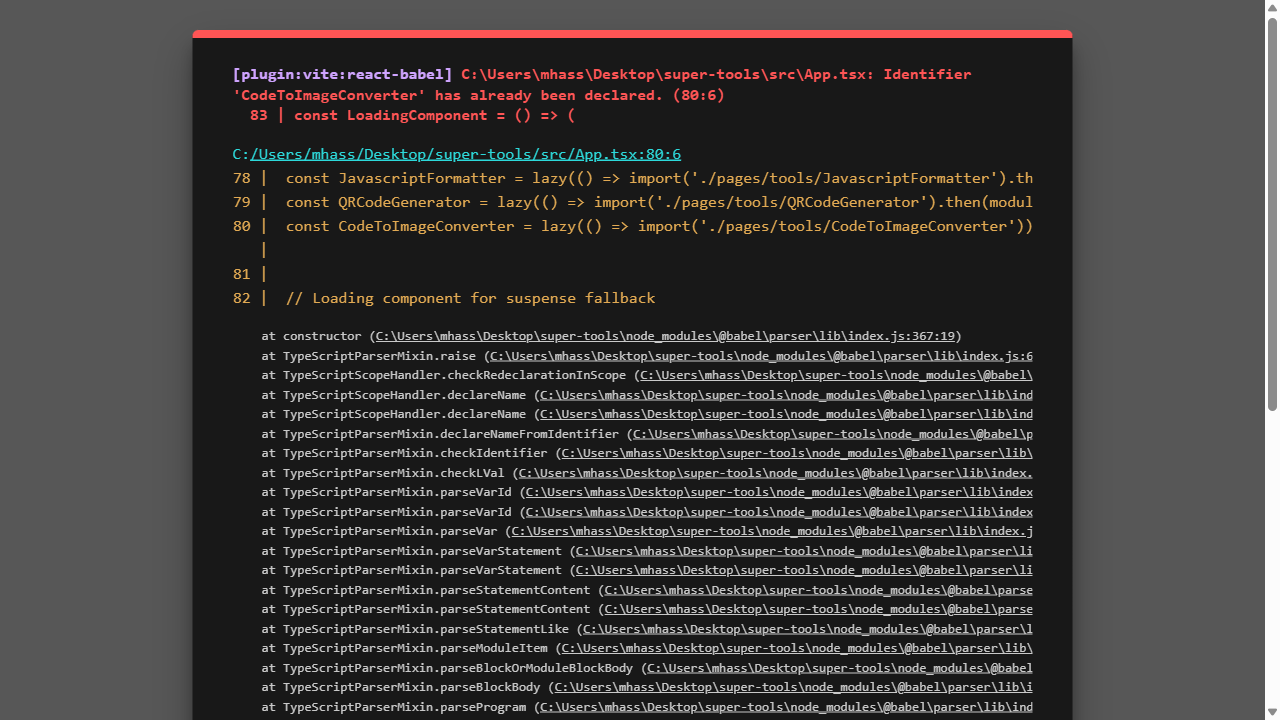 [plugin:vite:react-babel] C:\Users\mhass\Desktop\super-tools\src\App.tsx: Identifier
'CodeToImageConverter' has already been declared. (80:6)
83 | const LoadingComponent = () => (
C:/Users/mhass/Desktop/super-tools/src/App.tsx:80:6
78 | const JavascriptFormatter = lazy(() => import('./pages/tools/JavascriptFormatter').th
79 | const QRCodeGenerator = lazy(() => import('./pages/tools/QRCodeGenerator').then(modul
80 | const CodeToImageConverter = lazy(() => import('./pages/tools/CodeToImageConverter'))
|
81 |
82 | // Loading component for suspense fallback
at constructor (C:\Users\mhass\Desktop\super-tools\node_modules\@babel\parser\lib\index.js:367:19)
at TypeScriptParserMixin.raise (C:\Users\mhass\Desktop\super-tools\node_modules\@babel\parser\lib\index.js:6
at TypeScriptScopeHandler.checkRedeclarationInScope (C:\Users\mhass\Desktop\super-tools\node_modules\@babel\
at TypeScriptScopeHandler.declareName (C:\Users\mhass\Desktop\super-tools\node_modules\@babel\parser\lib\ind
at TypeScriptScopeHandler.declareName (C:\Users\mhass\Desktop\super-tools\node_modules\@babel\parser\lib\ind
at TypeScriptParserMixin.declareNameFromIdentifier (C:\Users\mhass\Desktop\super-tools\node_modules\@babel\p
at TypeScriptParserMixin.checkIdentifier (C:\Users\mhass\Desktop\super-tools\node_modules\@babel\parser\lib\
at TypeScriptParserMixin.checkLVal (C:\Users\mhass\Desktop\super-tools\node_modules\@babel\parser\lib\index.
at TypeScriptParserMixin.parseVarId (C:\Users\mhass\Desktop\super-tools\node_modules\@babel\parser\lib\index
at TypeScriptParserMixin.parseVarId (C:\Users\mhass\Desktop\super-tools\node_modules\@babel\parser\lib\index
at TypeScriptParserMixin.parseVar (C:\Users\mhass\Desktop\super-tools\node_modules\@babel\parser\lib\index.j
at TypeScriptParserMixin.parseVarStatement (C:\Users\mhass\Desktop\super-tools\node_modules\@babel\parser\li
at TypeScriptParserMixin.parseVarStatement (C:\Users\mhass\Desktop\super-tools\node_modules\@babel\parser\li
at TypeScriptParserMixin.parseStatementContent (C:\Users\mhass\Desktop\super-tools\node_modules\@babel\parse
at TypeScriptParserMixin.parseStatementContent (C:\Users\mhass\Desktop\super-tools\node_modules\@babel\parse
at TypeScriptParserMixin.parseStatementLike (C:\Users\mhass\Desktop\super-tools\node_modules\@babel\parser\l
at TypeScriptParserMixin.parseModuleItem (C:\Users\mhass\Desktop\super-tools\node_modules\@babel\parser\lib\
at TypeScriptParserMixin.parseBlockOrModuleBlockBody (C:\Users\mhass\Desktop\super-tools\node_modules\@babel
at TypeScriptParserMixin.parseBlockBody (C:\Users\mhass\Desktop\super-tools\node_modules\@babel\parser\lib\i
at TypeScriptParserMixin.parseProgram (C:\Users\mhass\Desktop\super-tools\node_modules\@babel\parser\lib\ind